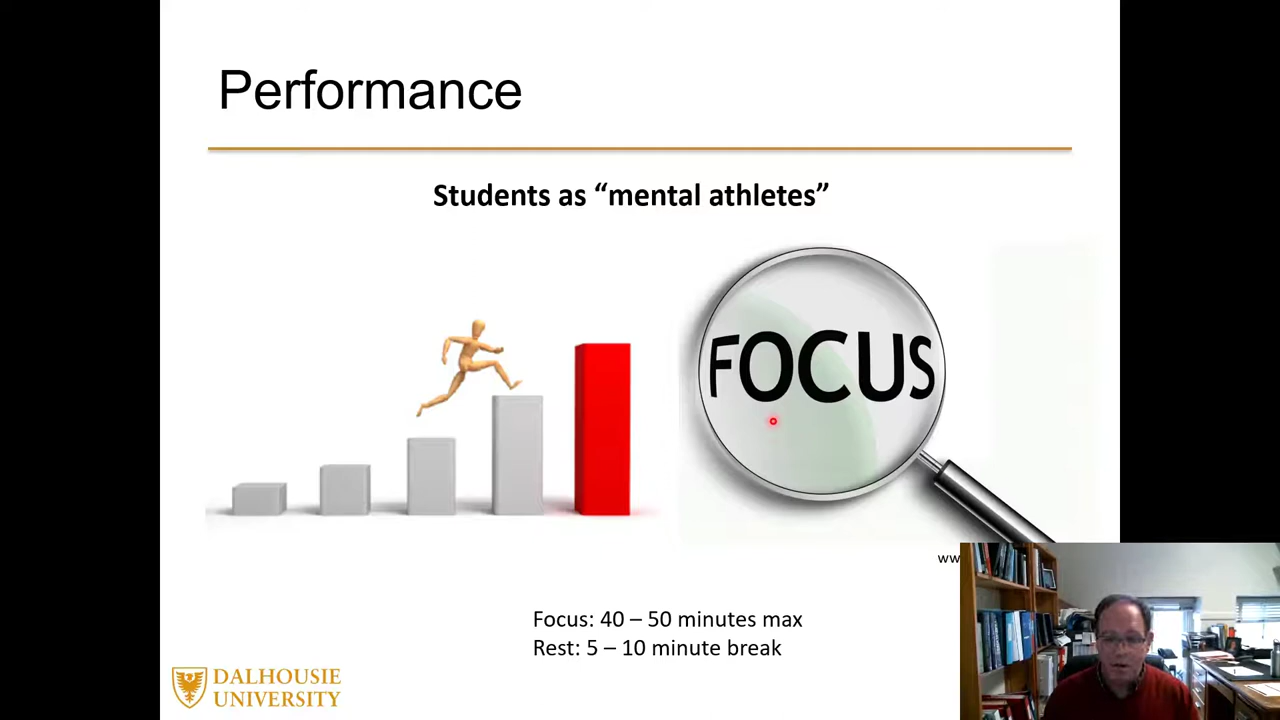 Performance
Students as “mental athletes”
FOCUS
Focus: 40 – 50 minutes max
Rest: 5 – 10 minute break
DALHOUSIE
UNIVERSITY